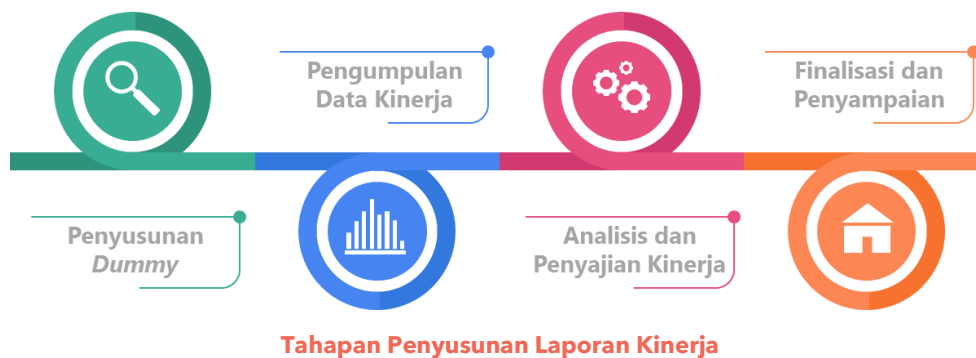 Penyusunan
Dummy
Pengumpulan
Data Kinerja
Analisis dan
Penyajian Kinerja
Finalisasi dan
Penyampaian
Tahapan Penyusunan Laporan Kinerja